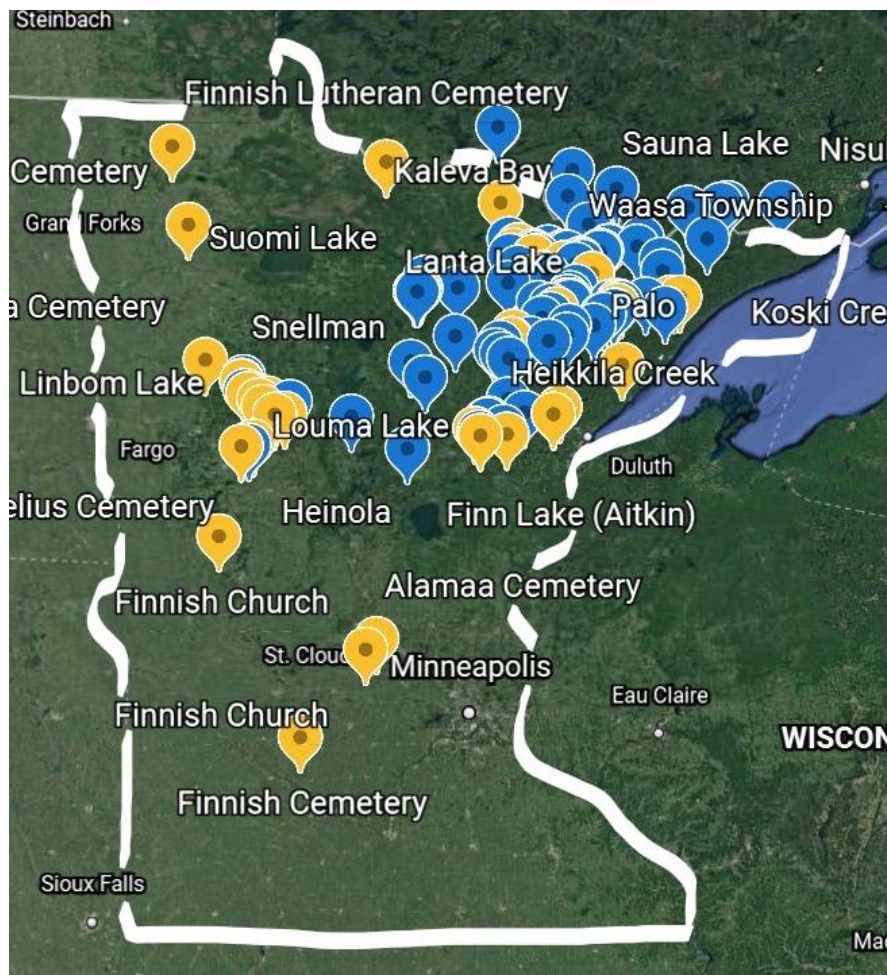 Steinbach
Finnish Lutheran Cemetery
Sauna Lake
Cemetery
Kaleva Bay
Waasa Township
Grand Forks
Suomi Lake
Lanta Lake
a Cemetery
Palo
Koski Cre
Snellman
Linbom Lake
Heikkila Creek
Louma Lake
Fargo
Duluth
elius Cemetery
Heinola
Finn Lake (Aitkin)
Finnish Church
Alamaa Cemetery
St. Clou
Minneapolis
Eau Claire
Finnish Church
WISCON
Finnish Cemetery
Sioux Falls